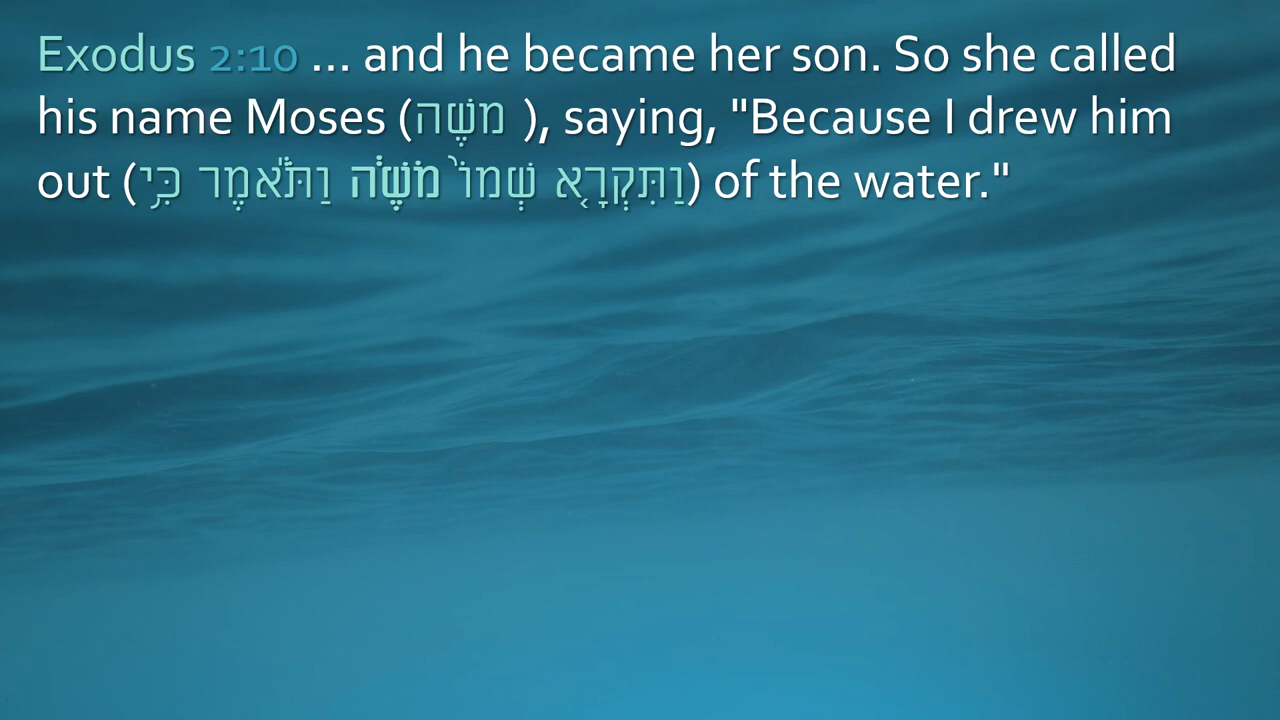 Exodus 2:10 ... and he became her son. So she called
his name Moses (מֹשֶׁה ), saying, "Because I drew him
out (וַתִּקְרָ֤א שְׁמוֹ֙ מֹשֶׁ֔ה וַתֹּ֕אמֶר כִּ֥י) of the water."